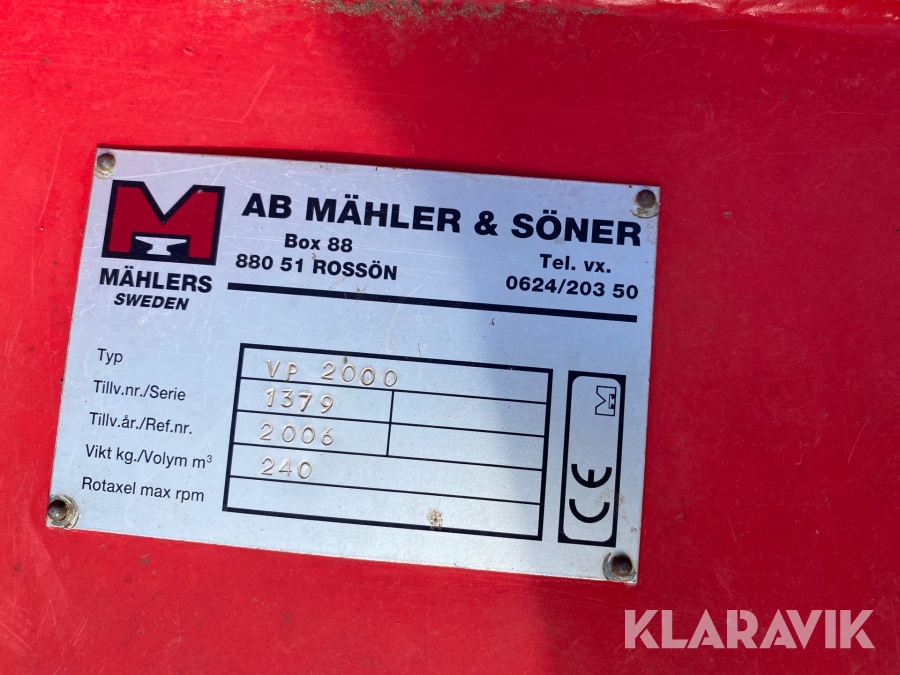 M
MÄHLERS
SWEDEN
AB MÄHLER & SÖNER
Box 88
880 51 ROSSÖN
Tel. vx.
0624/203 50
Typ VP 2000
Tillv.nr./Serie 1379
Tillv.år./Ref.nr. 2006
Vikt kg./Volym m³ 240
Rotaxel max rpm
M
CE
KLARAVIK